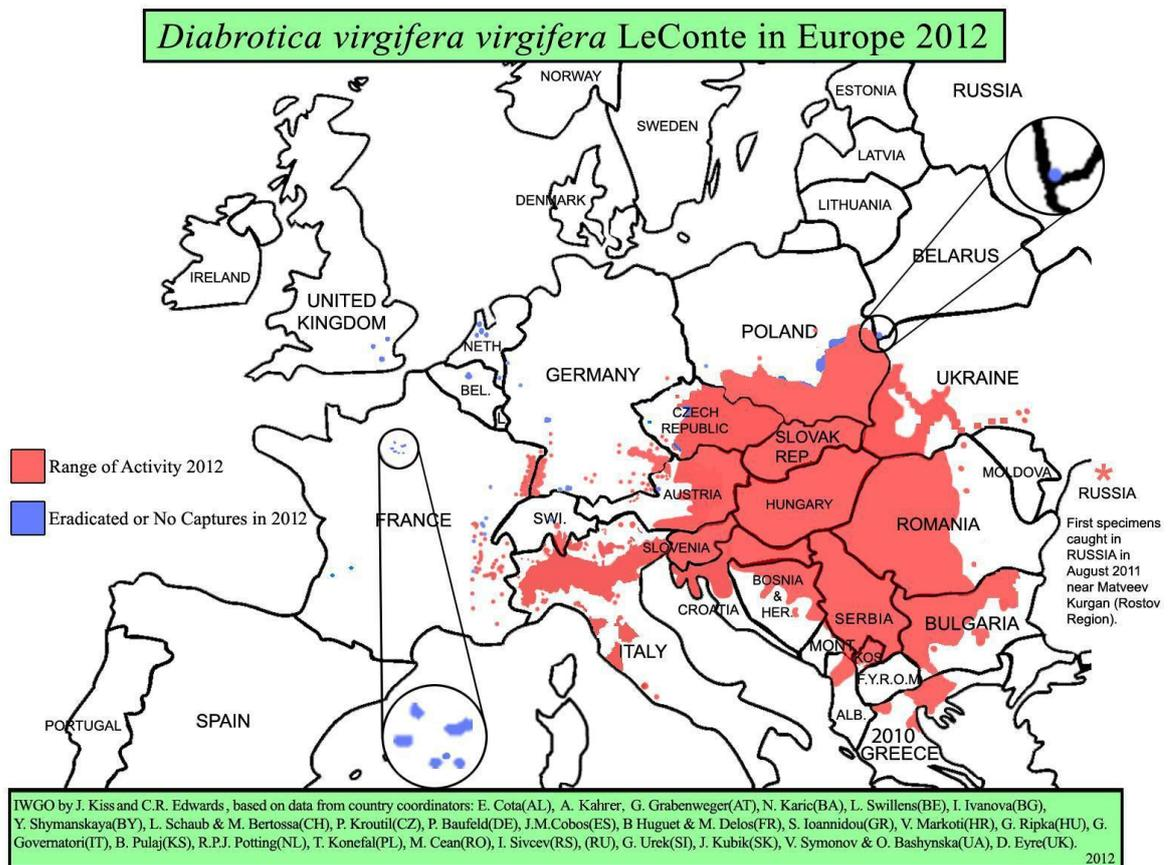 Diabrotica virgifera virgifera LeConte in Europe 2012
NORWAY
SWEDEN
ESTONIA
RUSSIA
LATVIA
LITHUANIA
DENMARK
BELARUS
IRELAND
UNITED
KINGDOM
NETH.
POLAND
BEL.
GERMANY
UKRAINE
L
CZECH
REPUBLIC
SLOVAK
REP.
Range of Activity 2012
Eradicated or No Captures in 2012
MOLDOVA
*
RUSSIA
AUSTRIA
HUNGARY
FRANCE
SWI.
ROMANIA
First specimens
caught in
RUSSIA in
August 2011
near Matveev
Kurgan (Rostov
Region).
SLOVENIA
BOSNIA
&
HER.
CROATIA
SERBIA
BULGARIA
ITALY
MONT.
KOS.
F.Y.R.O.M.
PORTUGAL
SPAIN
ALB.
2010
GREECE
IWGO by J. Kiss and C.R. Edwards, based on data from country coordinators: E. Cota(AL), A. Kahrer, G. Grabenweger(AT), N. Karic(BA), L. Swillens(BE), I. Ivanova(BG),
Y. Shymanskaya(BY), L. Schaub & M. Bertossa(CH), P. Kroutil(CZ), P. Baufeld(DE), J.M.Cobos(ES), B Huguet & M. Delos(FR), S. Ioannidou(GR), V. Markoti(HR), G. Ripka(HU), G.
Governatori(IT), B. Pulaj(KS), R.P.J. Potting(NL), T. Konefal(PL), M. Cean(RO), I. Sivcev(RS), (RU), G. Urek(SI), J. Kubik(SK), V. Symonov & O. Bashynska(UA), D. Eyre(UK).
2012